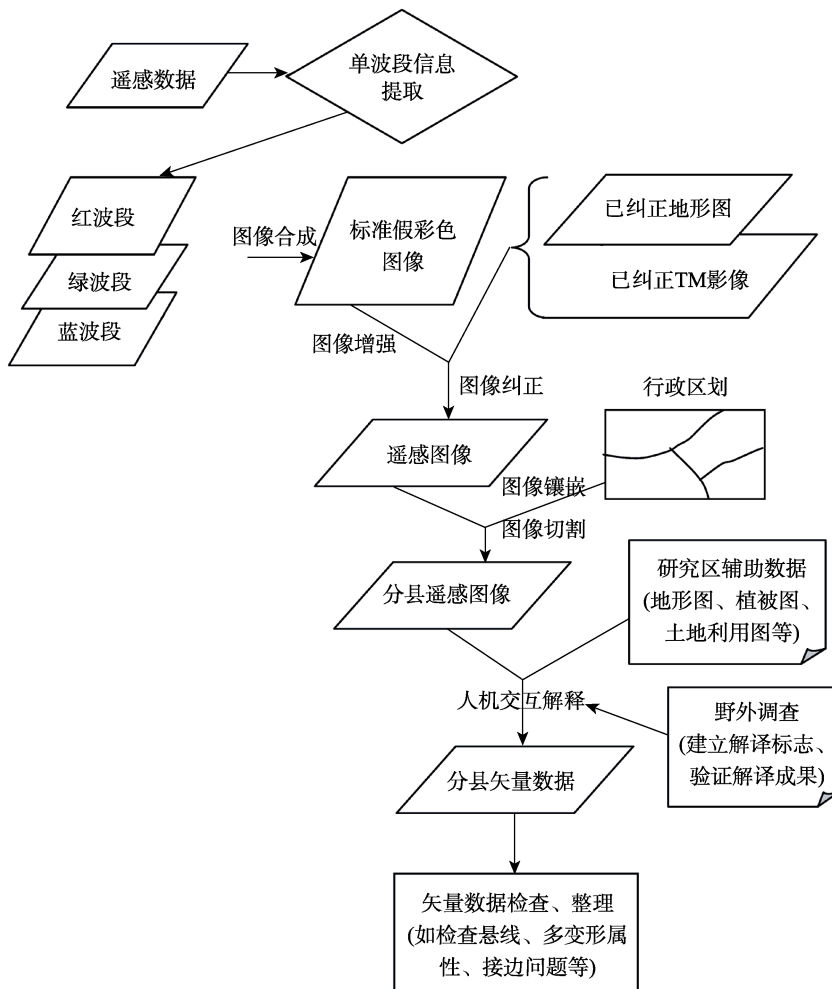 遥感数据
单波段信息
提取
红波段
绿波段
蓝波段
图像合成
标准假彩色
图像
已纠正地形图
已纠正TM影像
图像增强
图像纠正
行政区划
遥感图像
图像镶嵌
图像切割
分县遥感图像
研究区辅助数据
(地形图、植被图、
土地利用图等)
人机交互解释
野外调查
(建立解译标志、
验证解译成果)
分县矢量数据
矢量数据检查、整理
(如检查悬线、多变形属
性、接边问题等)